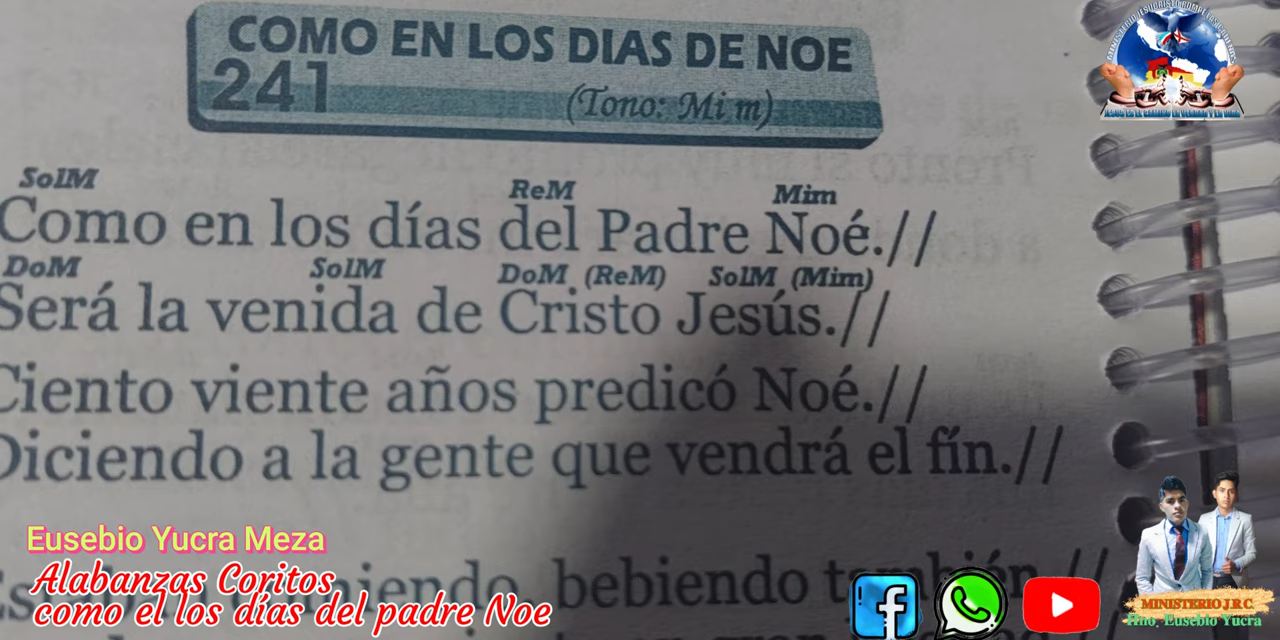 COMO EN LOS DIAS DE NOE
241
(Tono: Mi m)
SolM ReM Mim
Como en los días del Padre Noé.//
DoM SolM DoM (ReM) SolM (Mim)
Será la venida de Cristo Jesús.//
Ciento viente años predicó Noé.//
Diciendo a la gente que vendrá el fín.//
bebiendo también.//
Eusebio Yucra Meza
Alabanzas Coritos
como el los días del padre Noe
MINISTERIO J.R.C
Hno, Eusebio Yucra